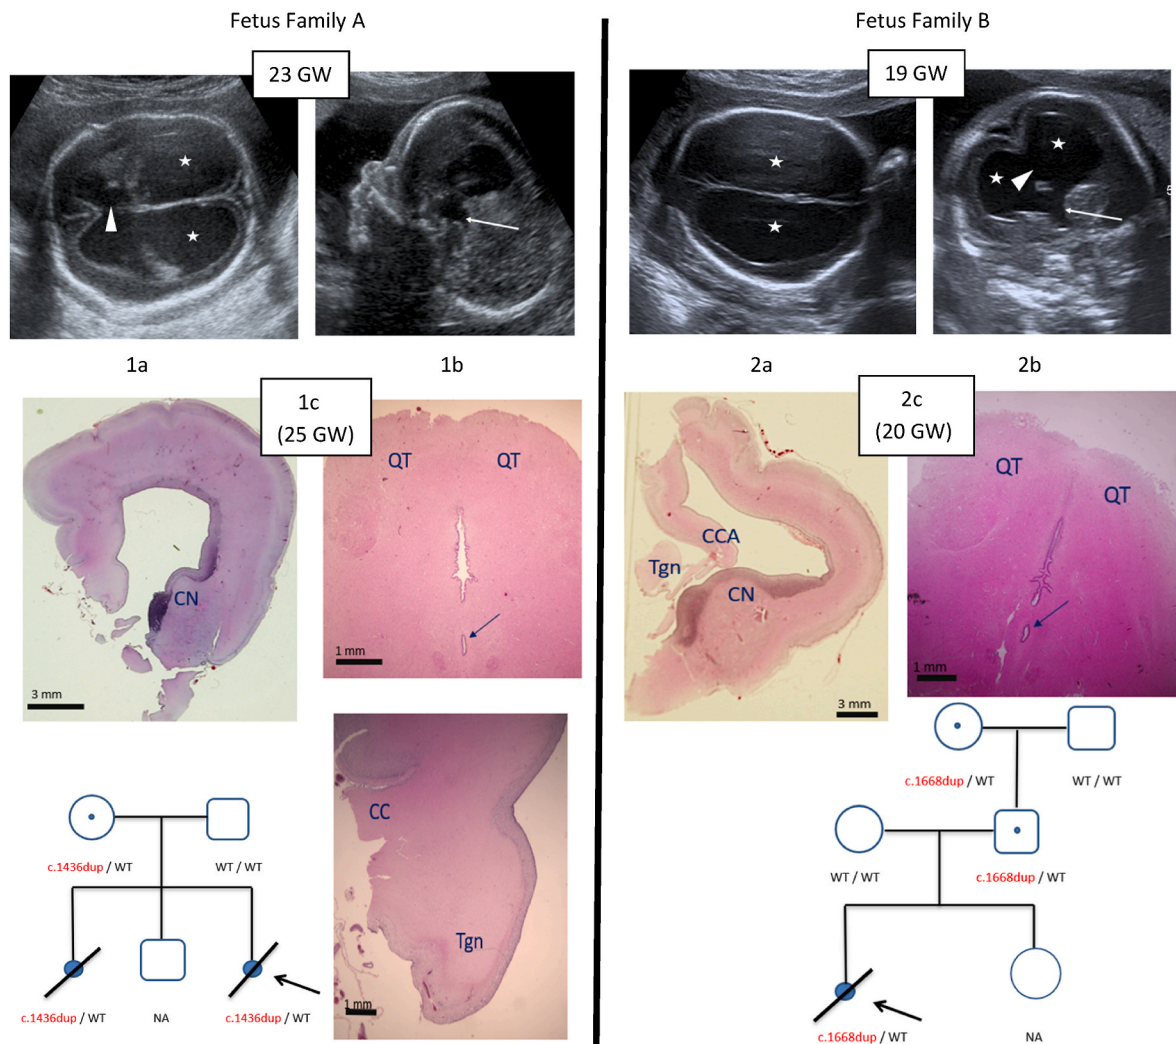 Fetus Family A
Fetus Family B
23 GW
19 GW
5
1a
1b
2a
2b
1c
(25 GW)
2c
(20 GW)
QT
QT
CN
3 mm
1 mm
QT
QT
CCA
Tgn
CN
3 mm
1 mm
CC
Tgn
1 mm
c.1436dup / WT
WT / WT
c.1436dup / WT
NA
c.1436dup / WT
c.1668dup / WT
WT / WT
WT / WT
c.1668dup / WT
c.1668dup / WT
NA